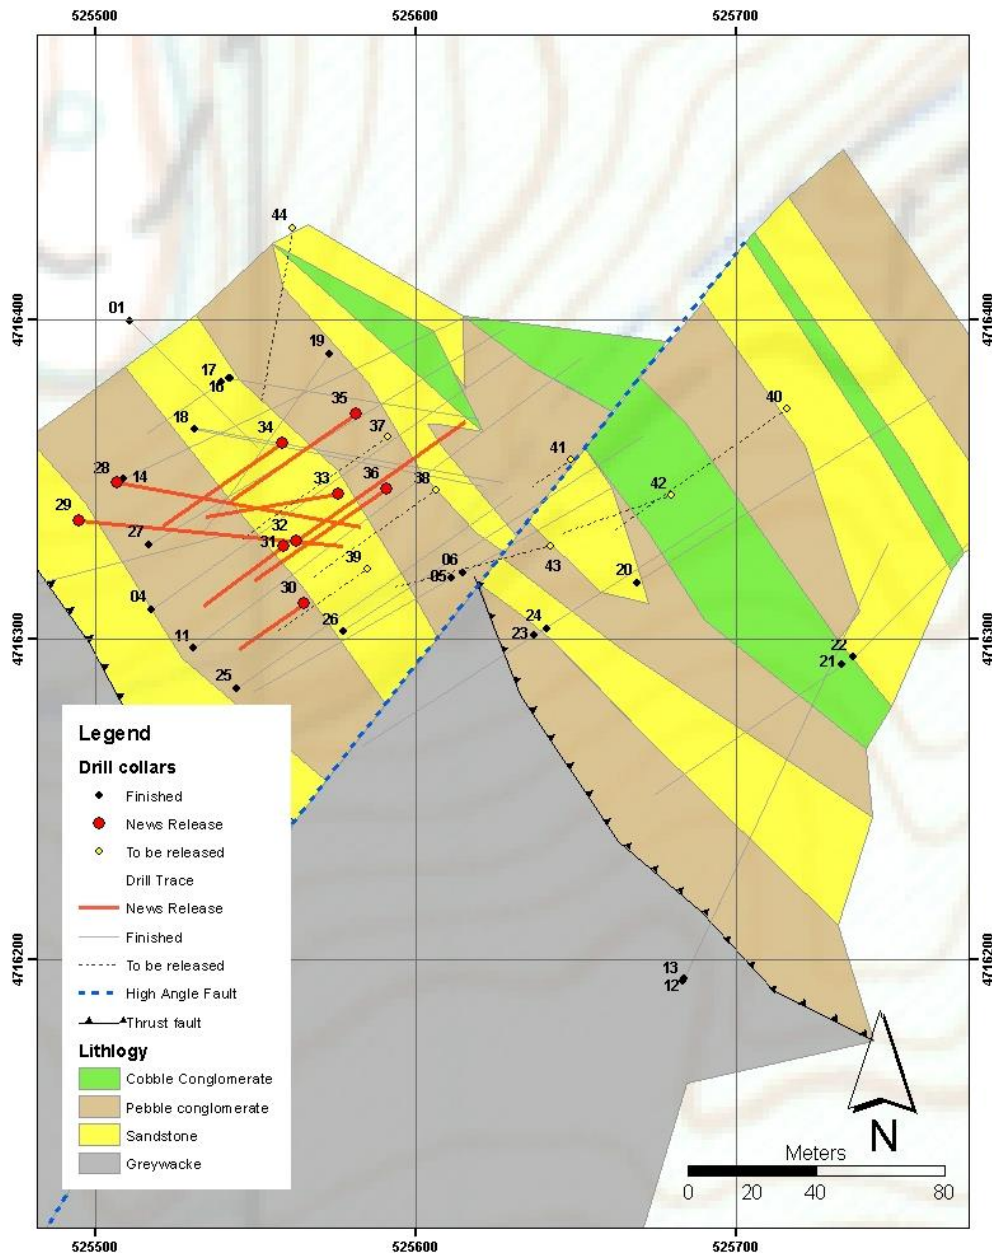 525500 525600 525700
44
01
4716400 4716400
19
17
16
35
40
18
34
37
41
36
28
14
33
38
42
29
32
27
31
39
06
43
05
20
30
04
26
24
23
11
22
21
25
Legend
Drill collars
Finished
News Release
To be released
Drill Trace
News Release
Finished
To be released
High Angle Fault
Thrust fault
Lithlogy
Cobble Conglomerate
Pebble conglomerate
Sandstone
Greywacke
4716300 4716300
4716200 4716200
13
12
N
Meters
0 20 40 80
525500 525600 525700